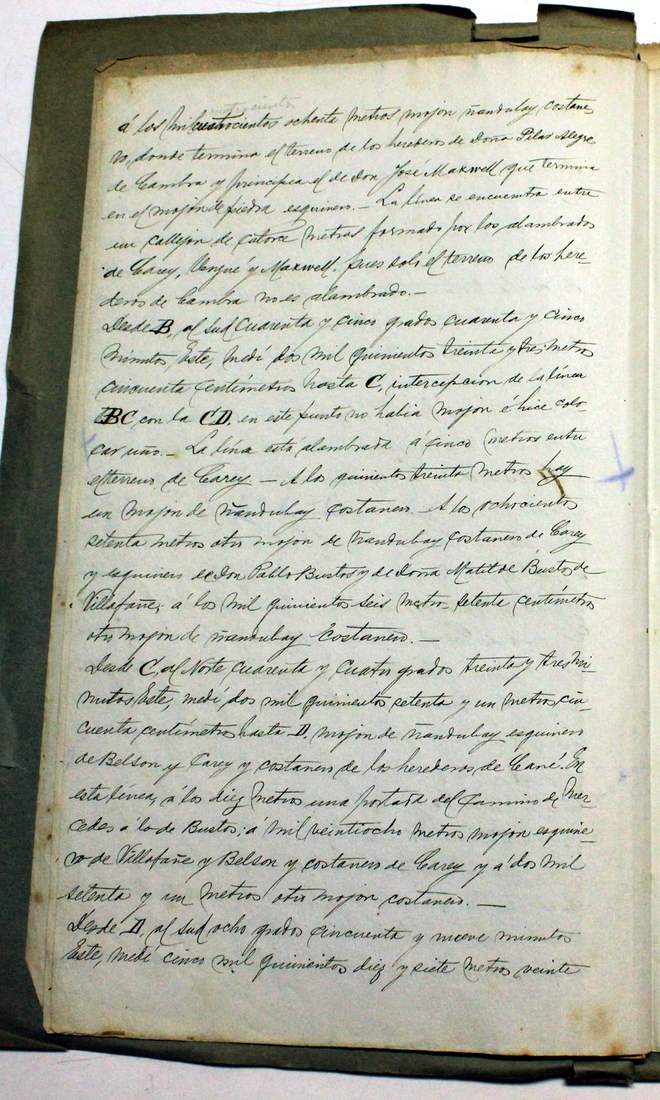 á los mil cuatrocientos ochenta metros mojon ñandubay costane
ro, donde termina el terreno de los herederos de Doña Pilar Alegre
de Cambra y principia el de Don José Maxwell que termina
en el mojon de piedra esquinero. — La línea se encuentra entre
un callejon de catorce metros formado por los alambrados
de Carey, y Maxwell, pues solo el terreno de los here-
deros de Cambra no es alambrado. —
Desde B, al Sud cuarenta y cinco grados cuarenta y cinco
minutos Este, medí dos mil quinientos treinta y tres metros
cincuenta centímetros hasta C, intercepcion de la línea
BC, con la CD, en este punto no habia mojon é hice colo
car uno. — La línea está alambrada á cinco metros entre
el terreno de Carey — A los quinientos treinta metros hay
un mojon de ñandubay costanero. A los ochocientos
setenta metros otro mojon de ñandubay costanero de Carey
y esquinero de Don Pablo Bustos y de Doña Matilde Bustos de
Villafañe; á los mil quinientos seis metros setenta centímetros
otro mojon de ñandubay costanero. —
Desde C, al Norte cuarenta y cuatro grados treinta y tres mi-
nutos Este, medí, dos mil quinientos setenta y un metros cin-
cuenta centímetros hasta D, mojon de ñandubay esquinero
de Belson y Carey y costanero de los herederos de Cané. En
esta línea, á los diez metros una portada del Camino de Mer-
cedes á lo de Bustos; á mil veintiocho metros mojon esquine-
ro de Villafañe y Belson y costanero de Carey y á dos mil
setenta y un metros otro mojon costanero. —
Desde D, al Sud ocho grados cincuenta y nueve minutos
Este, medí cinco mil quinientos diez y siete metros veinte